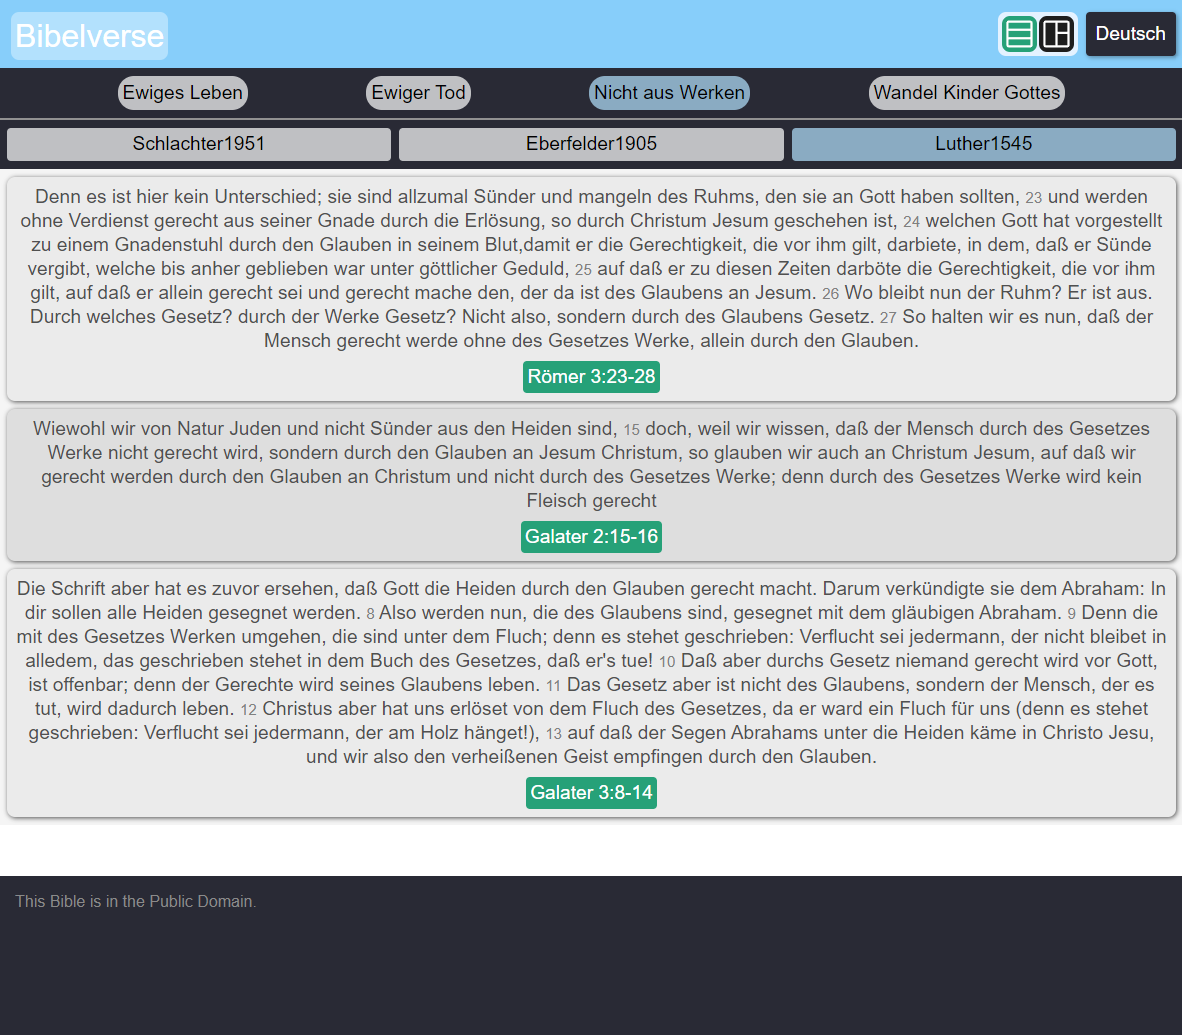 Bibelverse
Deutsch
Ewiges Leben
Ewiger Tod
Nicht aus Werken
Wandel Kinder Gottes
Schlachter1951
Eberfelder1905
Luther1545
Denn es ist hier kein Unterschied; sie sind allzumal Sünder und mangeln des Ruhms, den sie an Gott haben sollten, 23 und werden
ohne Verdienst gerecht aus seiner Gnade durch die Erlösung, so durch Christum Jesum geschehen ist, 24 welchen Gott hat vorgestellt
zu einem Gnadenstuhl durch den Glauben in seinem Blut,damit er die Gerechtigkeit, die vor ihm gilt, darbiete, in dem, daß er Sünde
vergibt, welche bis anher geblieben war unter göttlicher Geduld, 25 auf daß er zu diesen Zeiten darböte die Gerechtigkeit, die vor ihm
gilt, auf daß er allein gerecht sei und gerecht mache den, der da ist des Glaubens an Jesum. 26 Wo bleibt nun der Ruhm? Er ist aus.
Durch welches Gesetz? durch der Werke Gesetz? Nicht also, sondern durch des Glaubens Gesetz. 27 So halten wir es nun, daß der
Mensch gerecht werde ohne des Gesetzes Werke, allein durch den Glauben.
Römer 3:23-28
Wiewohl wir von Natur Juden und nicht Sünder aus den Heiden sind, 15 doch, weil wir wissen, daß der Mensch durch des Gesetzes
Werke nicht gerecht wird, sondern durch den Glauben an Jesum Christum, so glauben wir auch an Christum Jesum, auf daß wir
gerecht werden durch den Glauben an Christum und nicht durch des Gesetzes Werke; denn durch des Gesetzes Werke wird kein
Fleisch gerecht
Galater 2:15-16
Die Schrift aber hat es zuvor ersehen, daß Gott die Heiden durch den Glauben gerecht macht. Darum verkündigte sie dem Abraham: In
dir sollen alle Heiden gesegnet werden. 8 Also werden nun, die des Glaubens sind, gesegnet mit dem gläubigen Abraham. 9 Denn die
mit des Gesetzes Werken umgehen, die sind unter dem Fluch; denn es stehet geschrieben: Verflucht sei jedermann, der nicht bleibet in
alledem, das geschrieben stehet in dem Buch des Gesetzes, daß er's tue! 10 Daß aber durchs Gesetz niemand gerecht wird vor Gott,
ist offenbar; denn der Gerechte wird seines Glaubens leben. 11 Das Gesetz aber ist nicht des Glaubens, sondern der Mensch, der es
tut, wird dadurch leben. 12 Christus aber hat uns erlöset von dem Fluch des Gesetzes, da er ward ein Fluch für uns (denn es stehet
geschrieben: Verflucht sei jedermann, der am Holz hänget!), 13 auf daß der Segen Abrahams unter die Heiden käme in Christo Jesu,
und wir also den verheißenen Geist empfingen durch den Glauben.
Galater 3:8-14
This Bible is in the Public Domain.